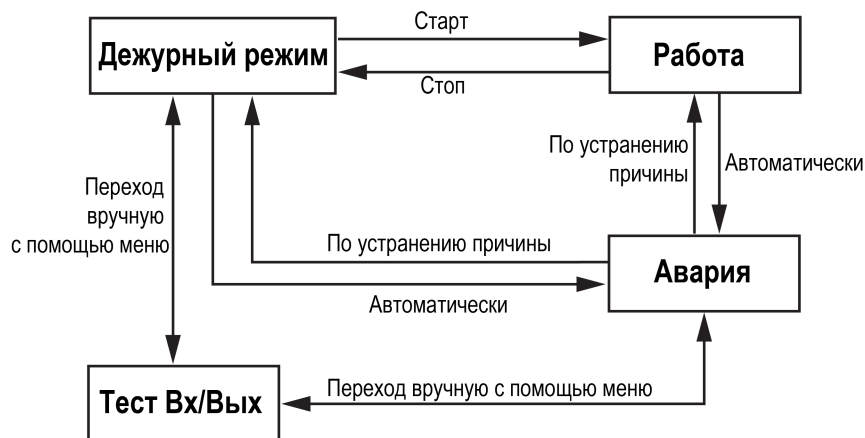 Старт
Дежурный режим
Работа
Стоп
По устранению
причины
Автоматически
Переход
вручную
с помощью меню
По устранению причины
Авария
Автоматически
Переход вручную с помощью меню
Тест Вх/Вых